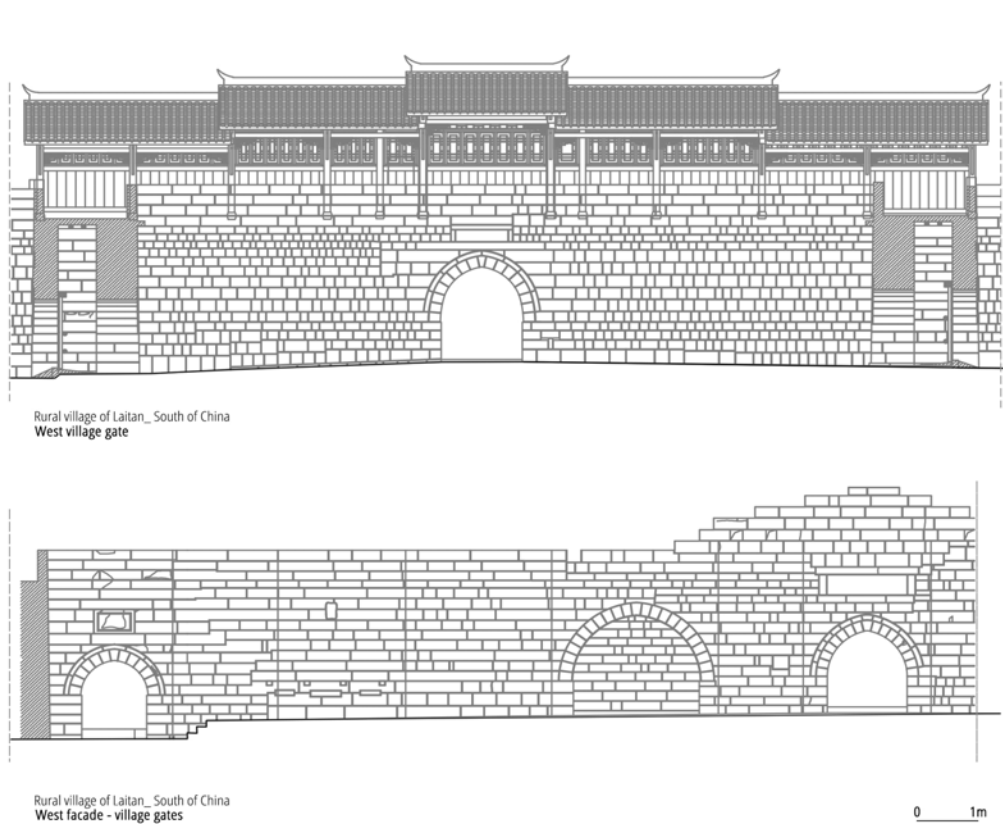 Rural village of Laitan_ South of China
West village gate
Rural village of Laitan_ South of China
West facade - village gates
0 1m